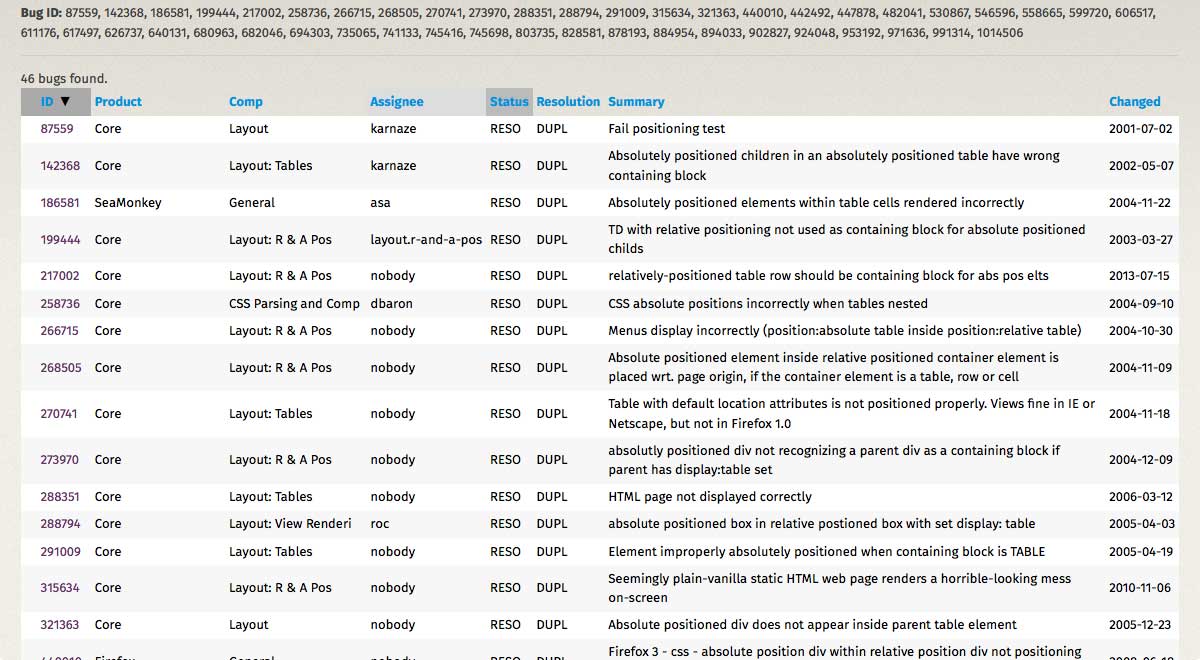 Bug ID: 87559, 142368, 186581, 199444, 217002, 258736, 266715, 268505, 270741, 273970, 288351, 288794, 291009, 315634, 321363, 440010, 442492, 447878, 482041, 530867, 546596, 558665, 599720, 606517,
611176, 617497, 626737, 640131, 680963, 682046, 694303, 735065, 741133, 745416, 745698, 803735, 828581, 878193, 884954, 894033, 902827, 924048, 953192, 971636, 991314, 1014506
46 bugs found.
ID ▼ Product Comp Assignee Status Resolution Summary Changed
87559 Core Layout karnaze RESO DUPL Fail positioning test 2001-07-02
142368 Core Layout: Tables karnaze RESO DUPL Absolutely positioned children in an absolutely positioned table have wrong 2002-05-07
containing block
186581 SeaMonkey General asa RESO DUPL Absolutely positioned elements within table cells rendered incorrectly 2004-11-22
199444 Core Layout: R & A Pos layout.r-and-a-pos RESO DUPL TD with relative positioning not used as containing block for absolute positioned 2003-03-27
childs
217002 Core Layout: R & A Pos nobody RESO DUPL relatively-positioned table row should be containing block for abs pos elts 2013-07-15
258736 Core CSS Parsing and Comp dbaron RESO DUPL CSS absolute positions incorrectly when tables nested 2004-09-10
266715 Core Layout: R & A Pos nobody RESO DUPL Menus display incorrectly (position:absolute table inside position:relative table) 2004-10-30
268505 Core Layout: R & A Pos nobody RESO DUPL Absolute positioned element inside relative positioned container element is 2004-11-09
placed wrt. page origin, if the container element is a table, row or cell
270741 Core Layout: Tables nobody RESO DUPL Table with default location attributes is not positioned properly. Views fine in IE or 2004-11-18
Netscape, but not in Firefox 1.0
273970 Core Layout: R & A Pos nobody RESO DUPL absolutly positioned div not recognizing a parent div as a containing block if 2004-12-09
parent has display:table set
288351 Core Layout: Tables nobody RESO DUPL HTML page not displayed correctly 2006-03-12
288794 Core Layout: View Renderi roc RESO DUPL absolute positioned box in relative postioned box with set display: table 2005-04-03
291009 Core Layout: Tables nobody RESO DUPL Element improperly absolutely positioned when containing block is TABLE 2005-04-19
315634 Core Layout: R & A Pos nobody RESO DUPL Seemingly plain-vanilla static HTML web page renders a horrible-looking mess 2010-11-06
on-screen
321363 Core Layout nobody RESO DUPL Absolute positioned div does not appear inside parent table element 2005-12-23
Firefox 3 - css - absolute position div within relative position div not positioning